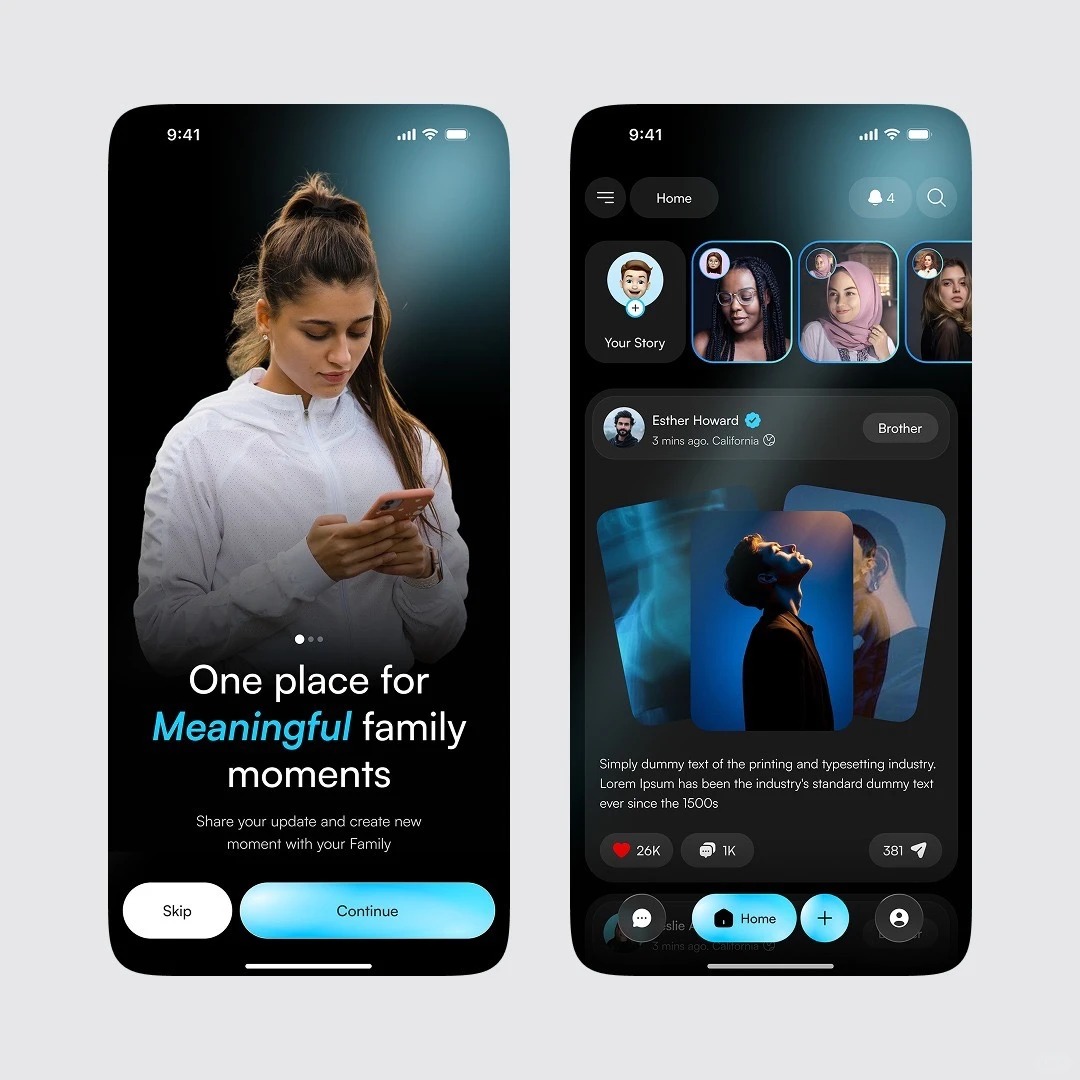 9:41
One place for
Meaningful family
moments
Share your update and create new
moment with your Family
Skip
Continue
9:41
Home
4
Your Story
Esther Howard
3 mins ago. California
Brother
Simply dummy text of the printing and typesetting industry.
Lorem Ipsum has been the industry's standard dummy text
ever since the 1500s
26K
1K
381
Home
3 mins ago. California